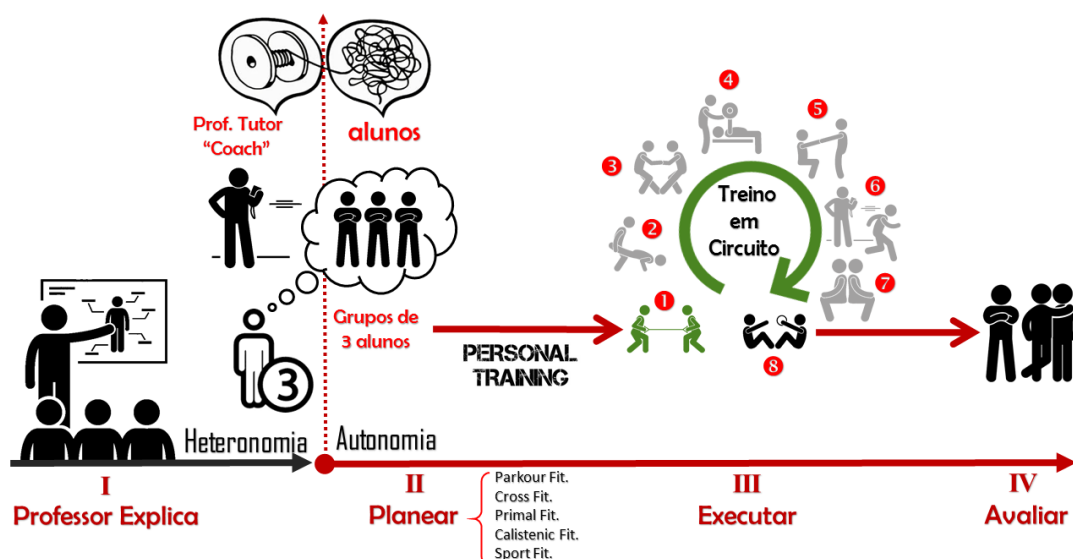 Prof. Tutor
“Coach”
alunos
Grupos de
3 alunos
3
PERSONAL
TRAINING
Treino
em
Circuito
1
2
3
4
5
6
7
8
Heteronomia
Autonomia
I
Professor Explica
II
Planear
Parkour Fit.
Cross Fit.
Primal Fit.
Calistenic Fit.
Sport Fit.
III
Executar
IV
Avaliar